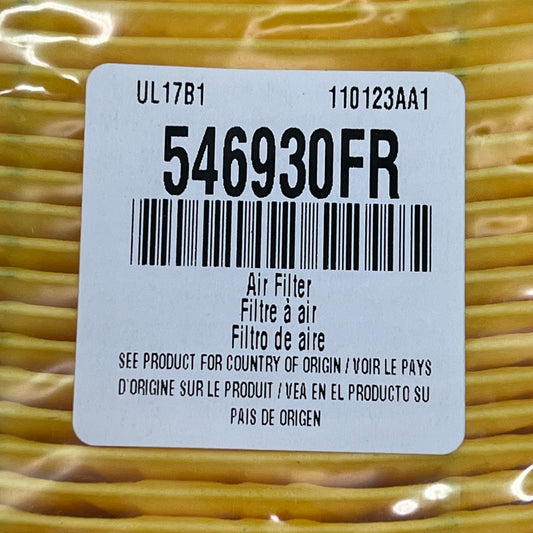 UL17B1 110123AA1
546930FR
Air Filter
Filtre à air
Filtro de aire
SEE PRODUCT FOR COUNTRY OF ORIGIN / VOIR LE PAYS
D'ORIGINE SUR LE PRODUIT / VEA EN EL PRODUCTO SU
PAIS DE ORIGEN